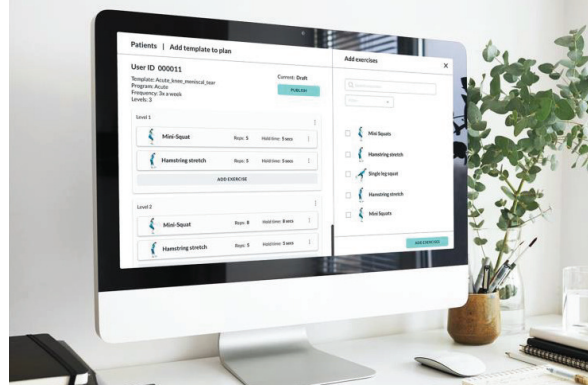 Patients | Add template to plan
User ID 000011
Template: Acute_knee_meniscal_tear
Program: Acute
Frequency: 3x a week
Levels: 3
Current: Draft
PUBLISH
Level 1
Mini-Squat Reps: 5 Hold time: 5 secs
Hamstring stretch Reps: 5 Hold time: 5 secs
ADD EXERCISE
Level 2
Mini-Squat Reps: 8 Hold time: 8 secs
Hamstring stretch Reps: 5 Hold time: 5 secs
Add exercises X
Mini Squats
Hamstring stretch
Single leg squat
Hamstring stretch
Mini Squats
ADD EXERCISES